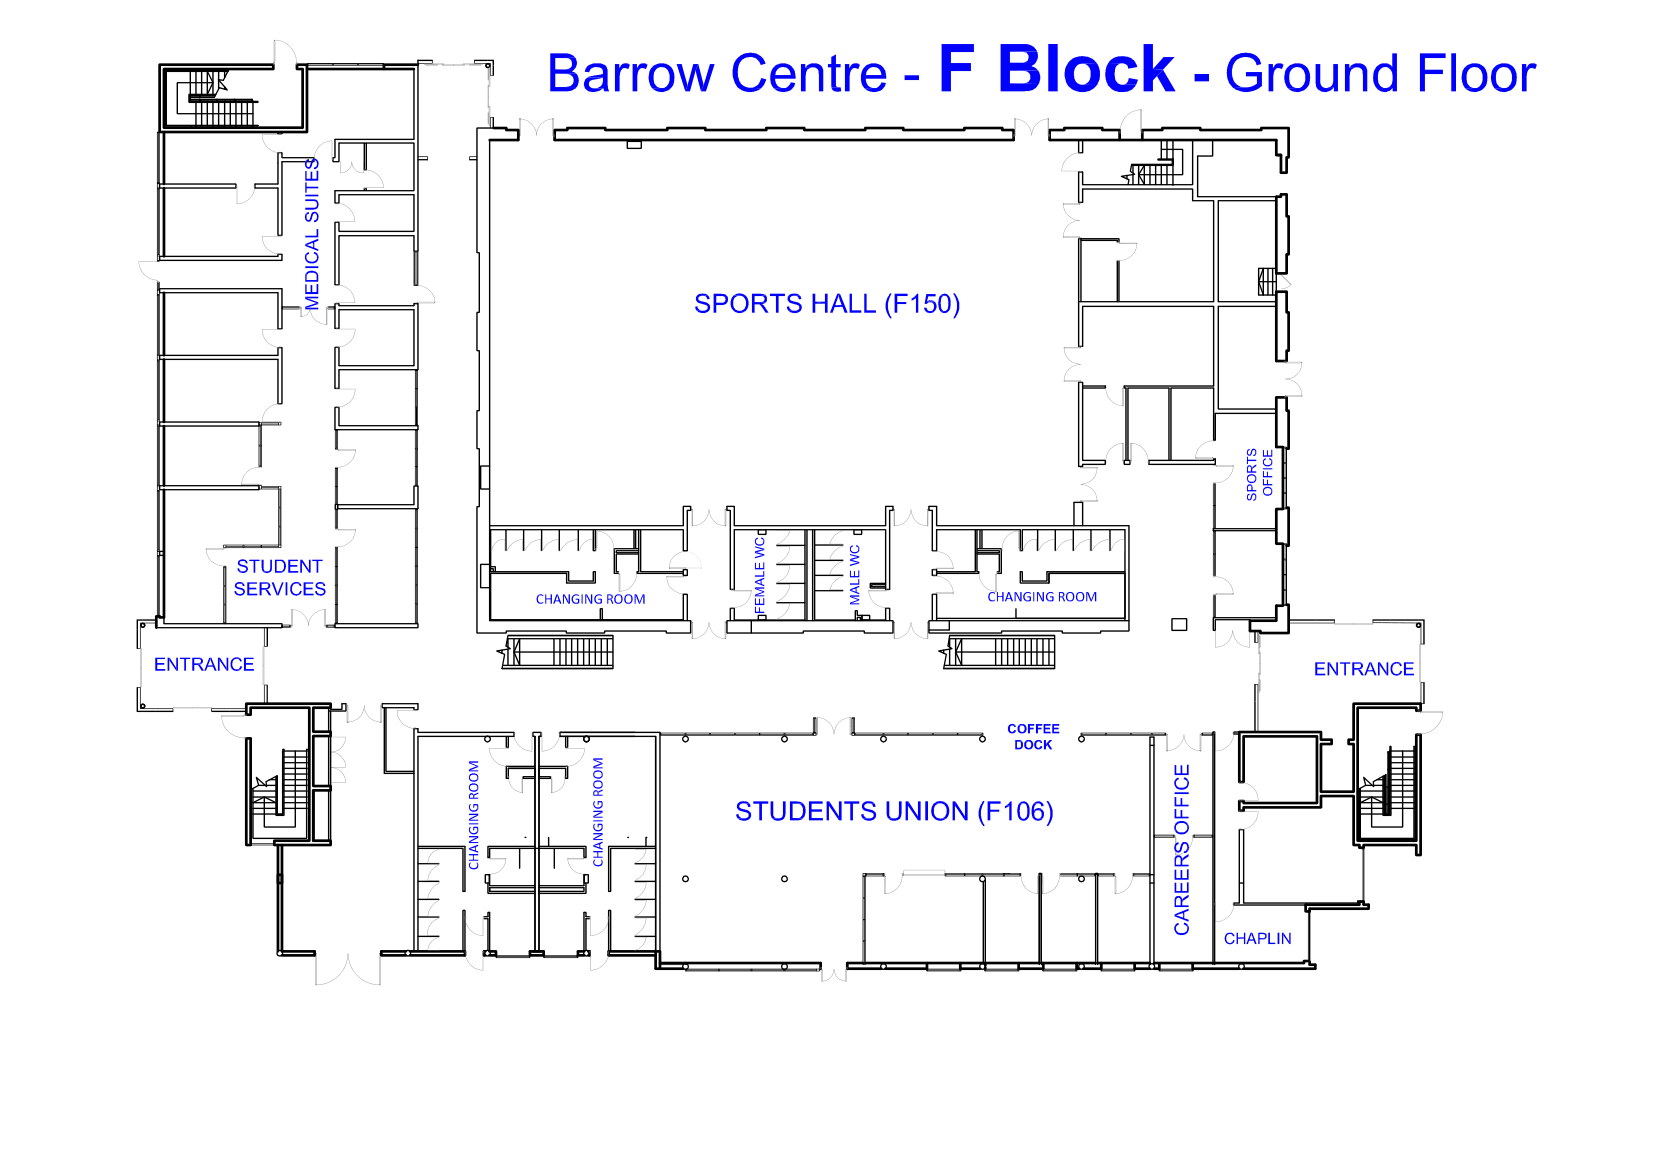 Barrow Centre - F Block - Ground Floor
MEDICAL SUITES
SPORTS HALL (F150)
SPORTS
OFFICE
STUDENT
SERVICES
CHANGING ROOM
FEMALE WC
MALE WC
CHANGING ROOM
ENTRANCE
ENTRANCE
COFFEE
DOCK
CHANGING ROOM
CHANGING ROOM
STUDENTS UNION (F106)
CAREERS OFFICE
CHAPLIN